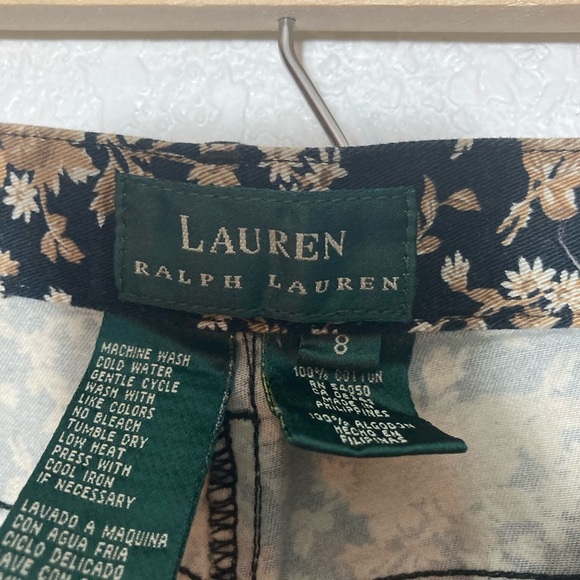 LAUREN
RALPH LAUREN
8
100% COTTON
RN 54050
MADE IN
PHILIPPINES
100% ALGODON
HECHO EN
FILIPINAS
MACHINE WASH
COLD WATER
GENTLE CYCLE
WASH WITH
LIKE COLORS
NO BLEACH
TUMBLE DRY
LOW HEAT
PRESS WITH
COOL IRON
IF NECESSARY
LAVADO A MAQUINA
CON AGUA FRIA
CICLO DELICADO
AVE CON